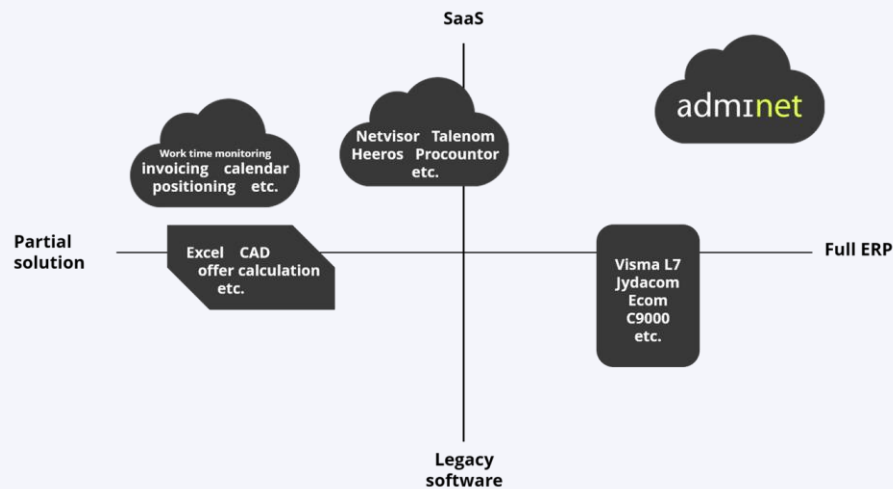 SaaS
admɪnet
Netvisor Talenom
Heeros Procountor
etc.
Work time monitoring
invoicing calendar
positioning etc.
Partial
solution
Excel CAD
offer calculation
etc.
Full ERP
Visma L7
Jydacom
Ecom
C9000
etc.
Legacy
software